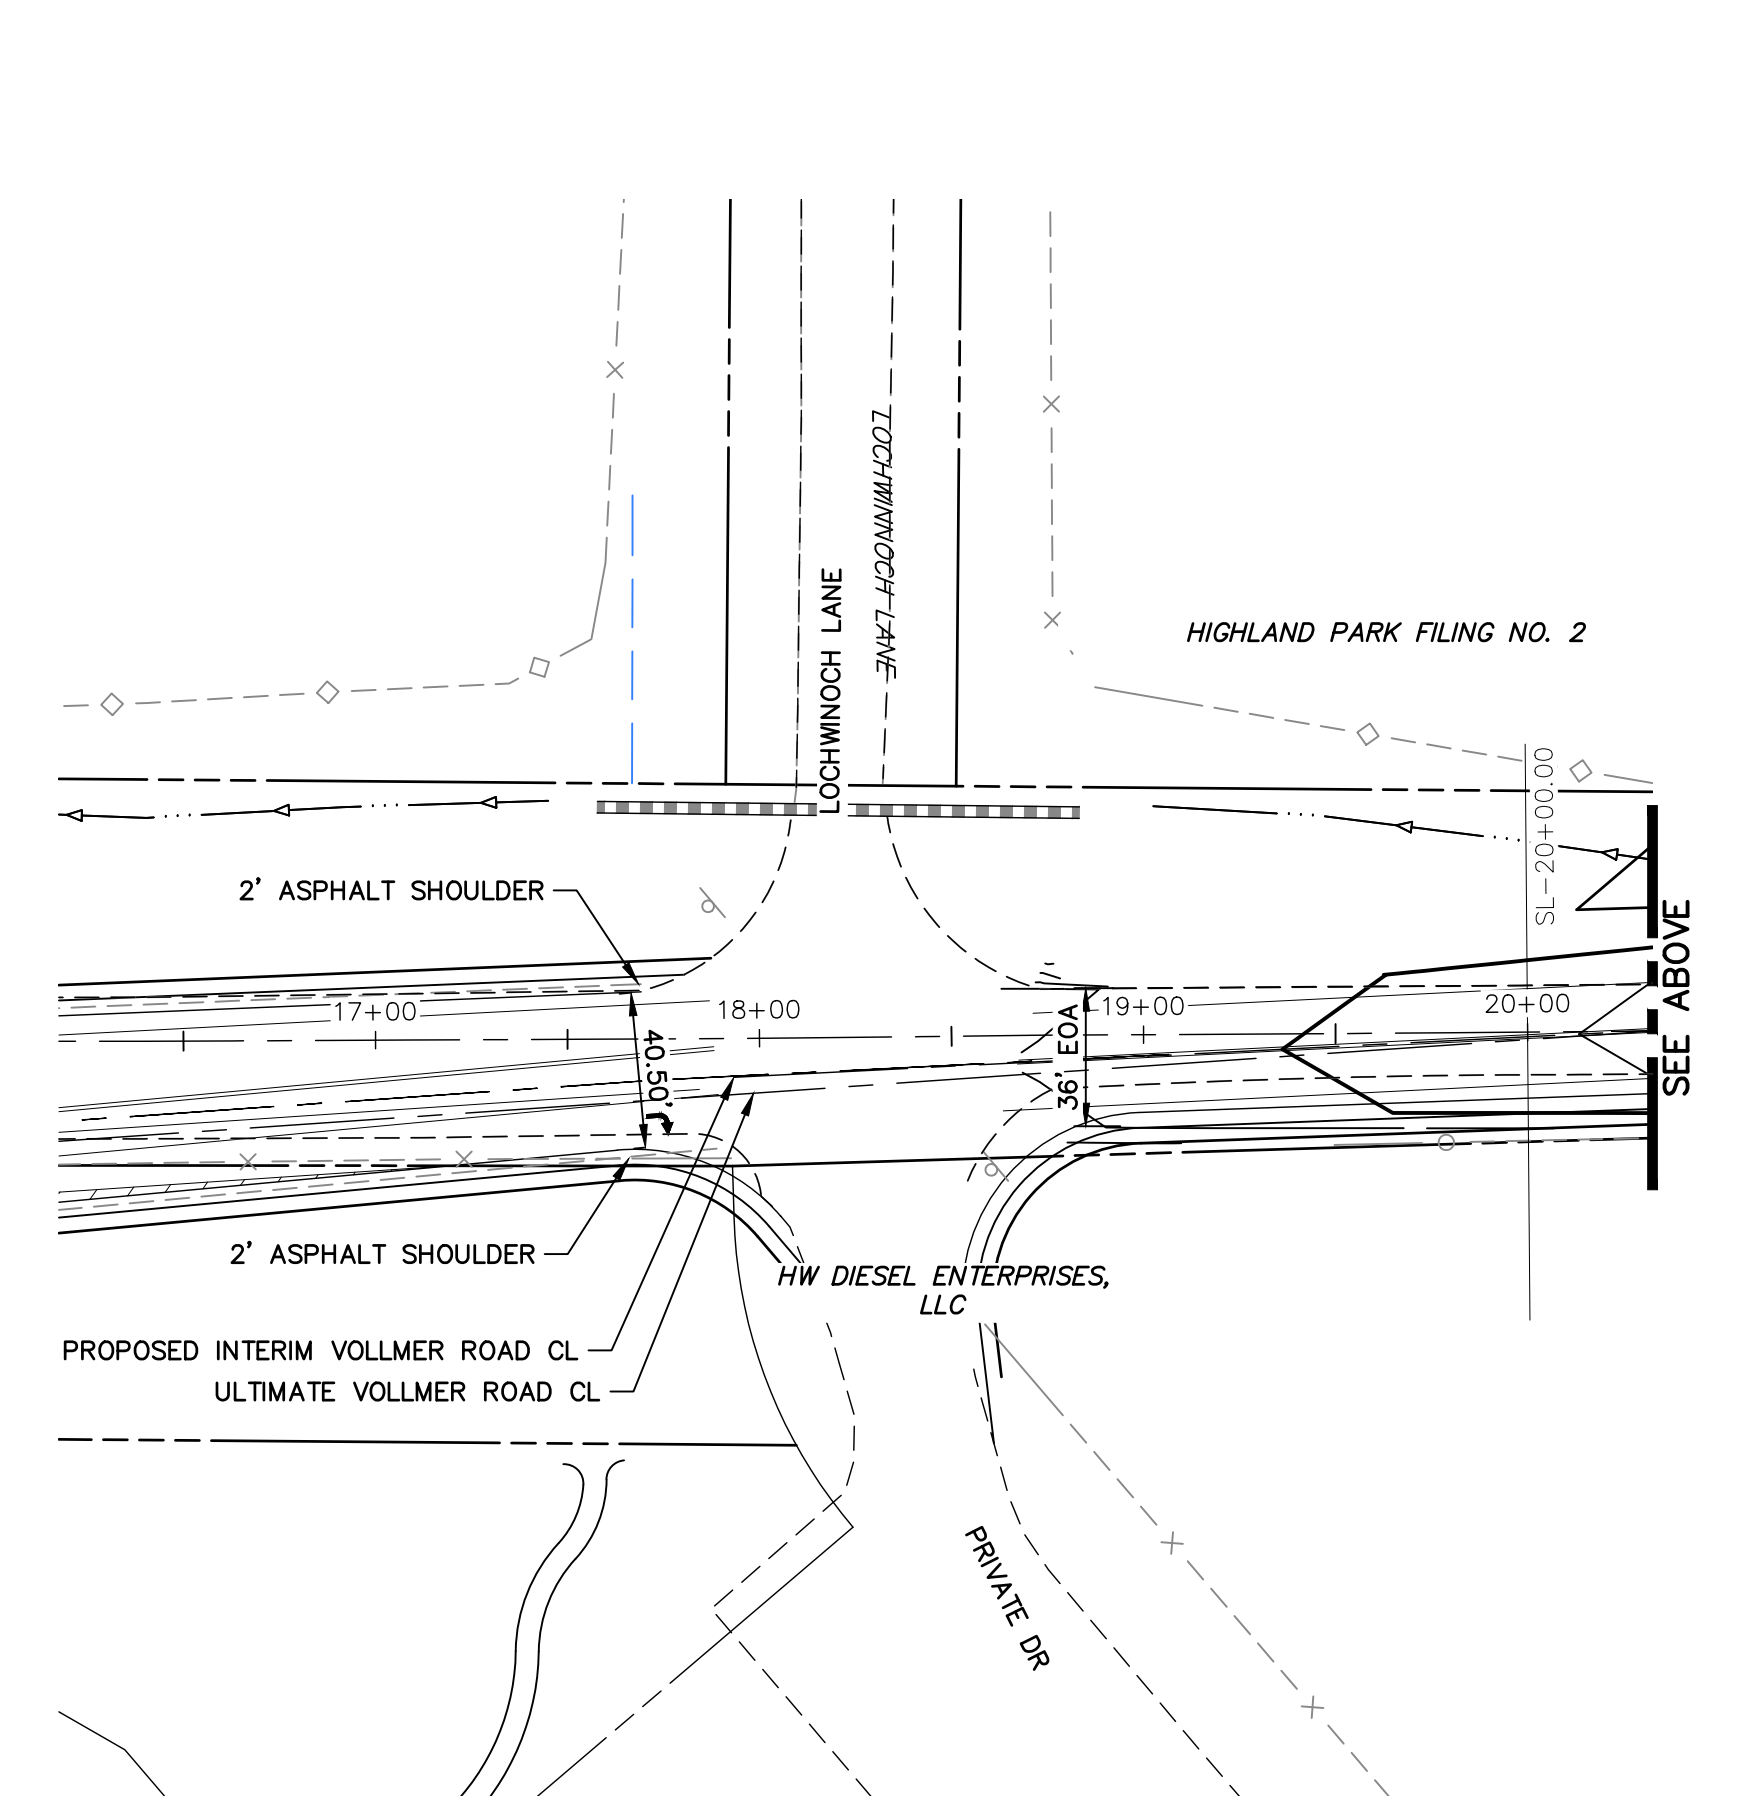 LOCHWINNOCH LANE
LOCHWINOCH LANE
HIGHLAND PARK FILING NO. 2
SL-20+00.00
2' ASPHALT SHOULDER
SEE ABOVE
17+00
18+00
19+00
20+00
40.50'
36' EOA
2' ASPHALT SHOULDER
HW DIESEL ENTERPRISES,
LLC
PROPOSED INTERIM VOLLMER ROAD CL
ULTIMATE VOLLMER ROAD CL
PRIVATE DR